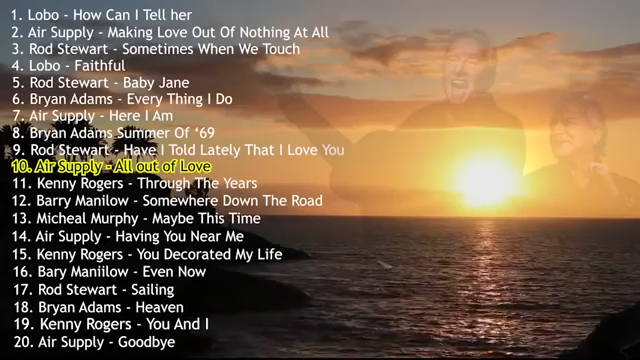 1. Lobo - How Can I Tell her
2. Air Supply - Making Love Out Of Nothing At All
3. Rod Stewart - Sometimes When We Touch
4. Lobo - Faithful
5. Rod Stewart - Baby Jane
6. Bryan Adams - Every Thing I Do
7. Air Supply - Here I Am
8. Bryan Adams Summer Of ‘69
9. Rod Stewart - Have I Told Lately That I Love You
10. Air Supply - All out of Love
11. Kenny Rogers - Through The Years
12. Barry Manilow - Somewhere Down The Road
13. Micheal Murphy - Maybe This Time
14. Air Supply - Having You Near Me
15. Kenny Rogers - You Decorated My Life
16. Bary Maniilow - Even Now
17. Rod Stewart - Sailing
18. Bryan Adams - Heaven
19. Kenny Rogers - You And I
20. Air Supply - Goodbye